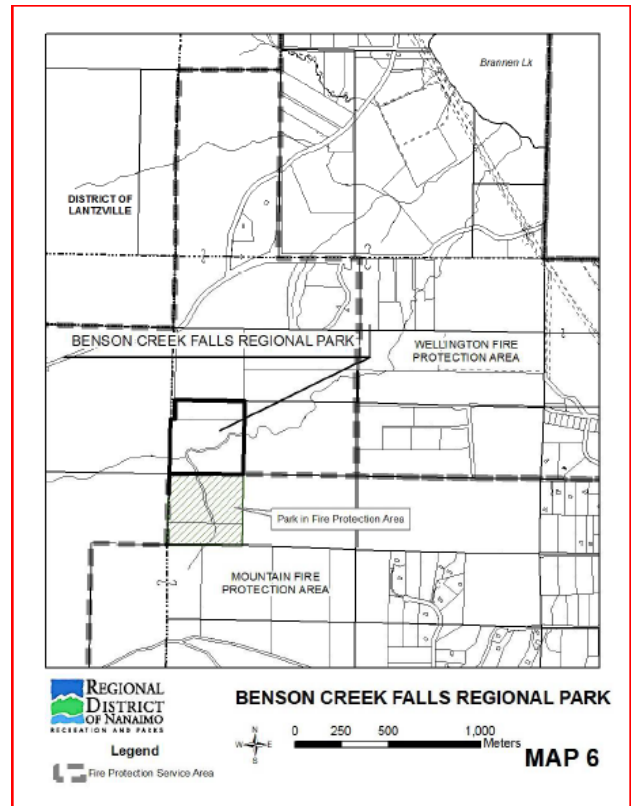 Brannen Lk
DISTRICT OF
LANTZVILLE
BENSON CREEK FALLS REGIONAL PARK
WELLINGTON FIRE
PROTECTION AREA
Park in Fire Protection Area
MOUNTAIN FIRE
PROTECTION AREA
REGIONAL
DISTRICT
OF NANAIMO
RECREATION AND PARKS
BENSON CREEK FALLS REGIONAL PARK
N
W E
S
0 250 500 1,000
Meters
MAP 6
Legend
Fire Protection Service Area